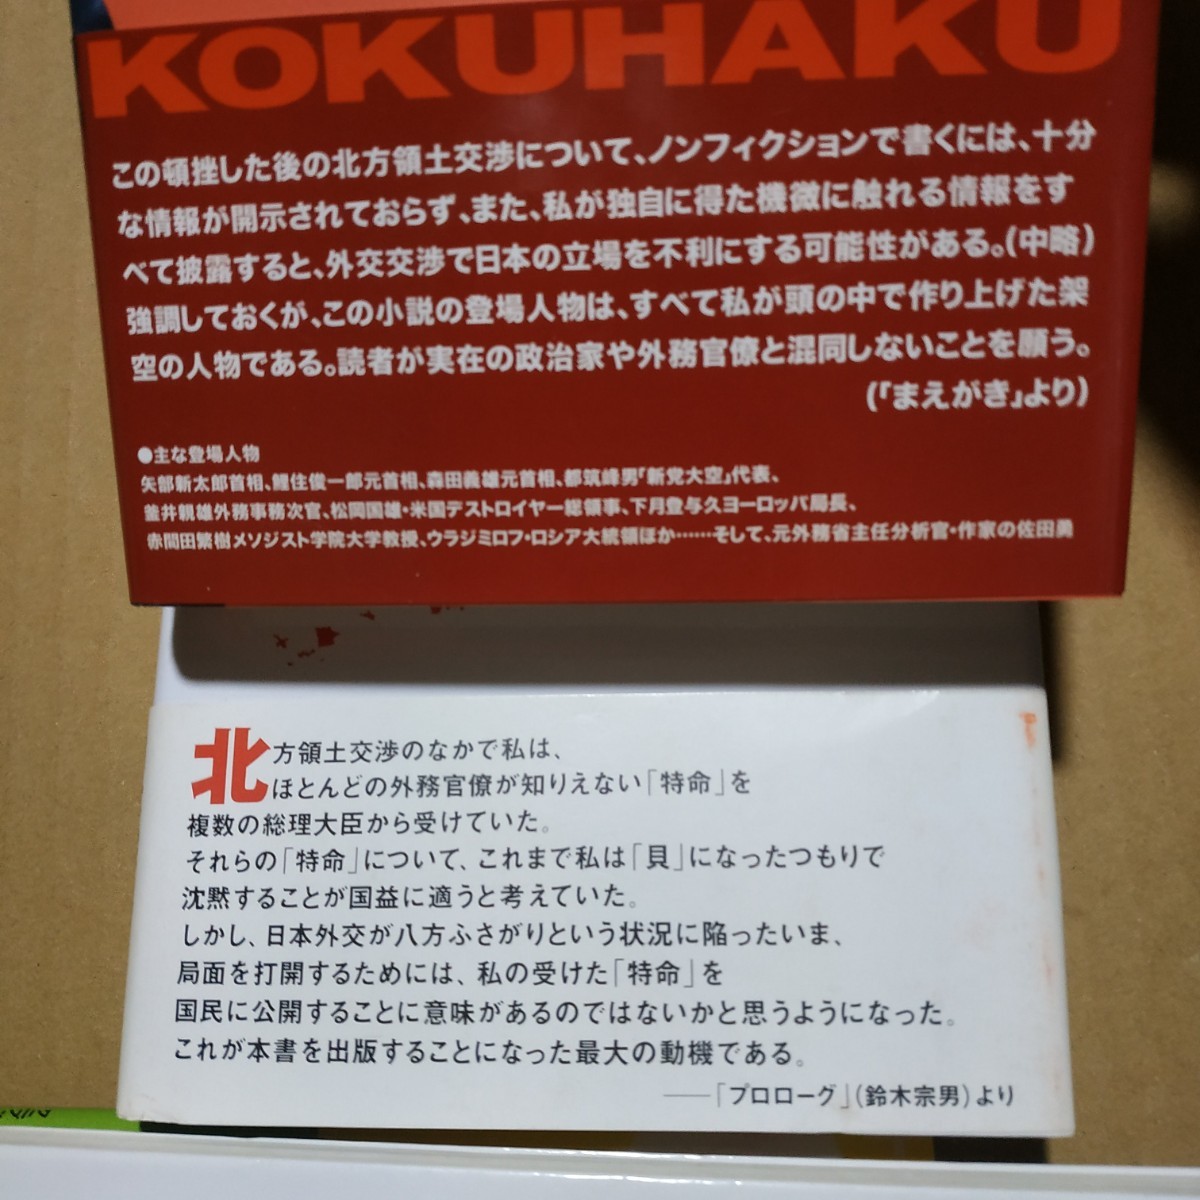 KOKUHAKU
この頓挫した後の北方領土交渉について、ノンフィクションで書くには、十分
な情報が開示されておらず、また、私が独自に得た機微に触れる情報をす
べて披露すると、外交交渉で日本の立場を不利にする可能性がある。(中略)
強調しておくが、この小説の登場人物は、すべて私が頭の中で作り上げた架
空の人物である。読者が実在の政治家や外務官僚と混同しないことを願う。
(「まえがき」より)
●主な登場人物
矢部新太郎首相、鯉住俊一郎元首相、森田義雄元首相、都筑峰男「新党大空」代表、
釜井親雄外務事務次官、松岡国雄・米国デストロイヤー総領事、下月登与久ヨーロッパ局長、
赤間田繁樹メソジスト学院大学教授、ウラジミロフ・ロシア大統領ほか……そして、元外務省主任分析官・作家の佐田勇
北方領土交渉のなかで私は、
ほとんどの外務官僚が知りえない「特命」を
複数の総理大臣から受けていた。
それらの「特命」について、これまで私は「貝」になったつもりで
沈黙することが国益に適うと考えていた。
しかし、日本外交が八方ふさがりという状況に陥ったいま、
局面を打開するためには、私の受けた「特命」を
国民に公開することに意味があるのではないかと思うようになった。
これが本書を出版することになった最大の動機である。
――「プロローグ」(鈴木宗男)より